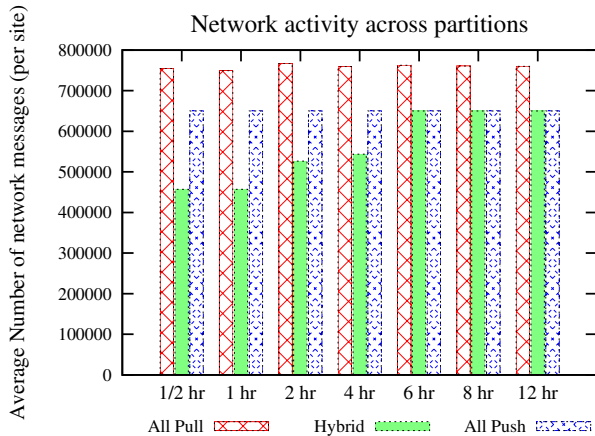 Network activity across partitions
Average Number of network messages (per site)
800000
700000
600000
500000
400000
300000
200000
100000
0
1/2 hr 1 hr 2 hr 4 hr 6 hr 8 hr 12 hr
All Pull Hybrid All Push